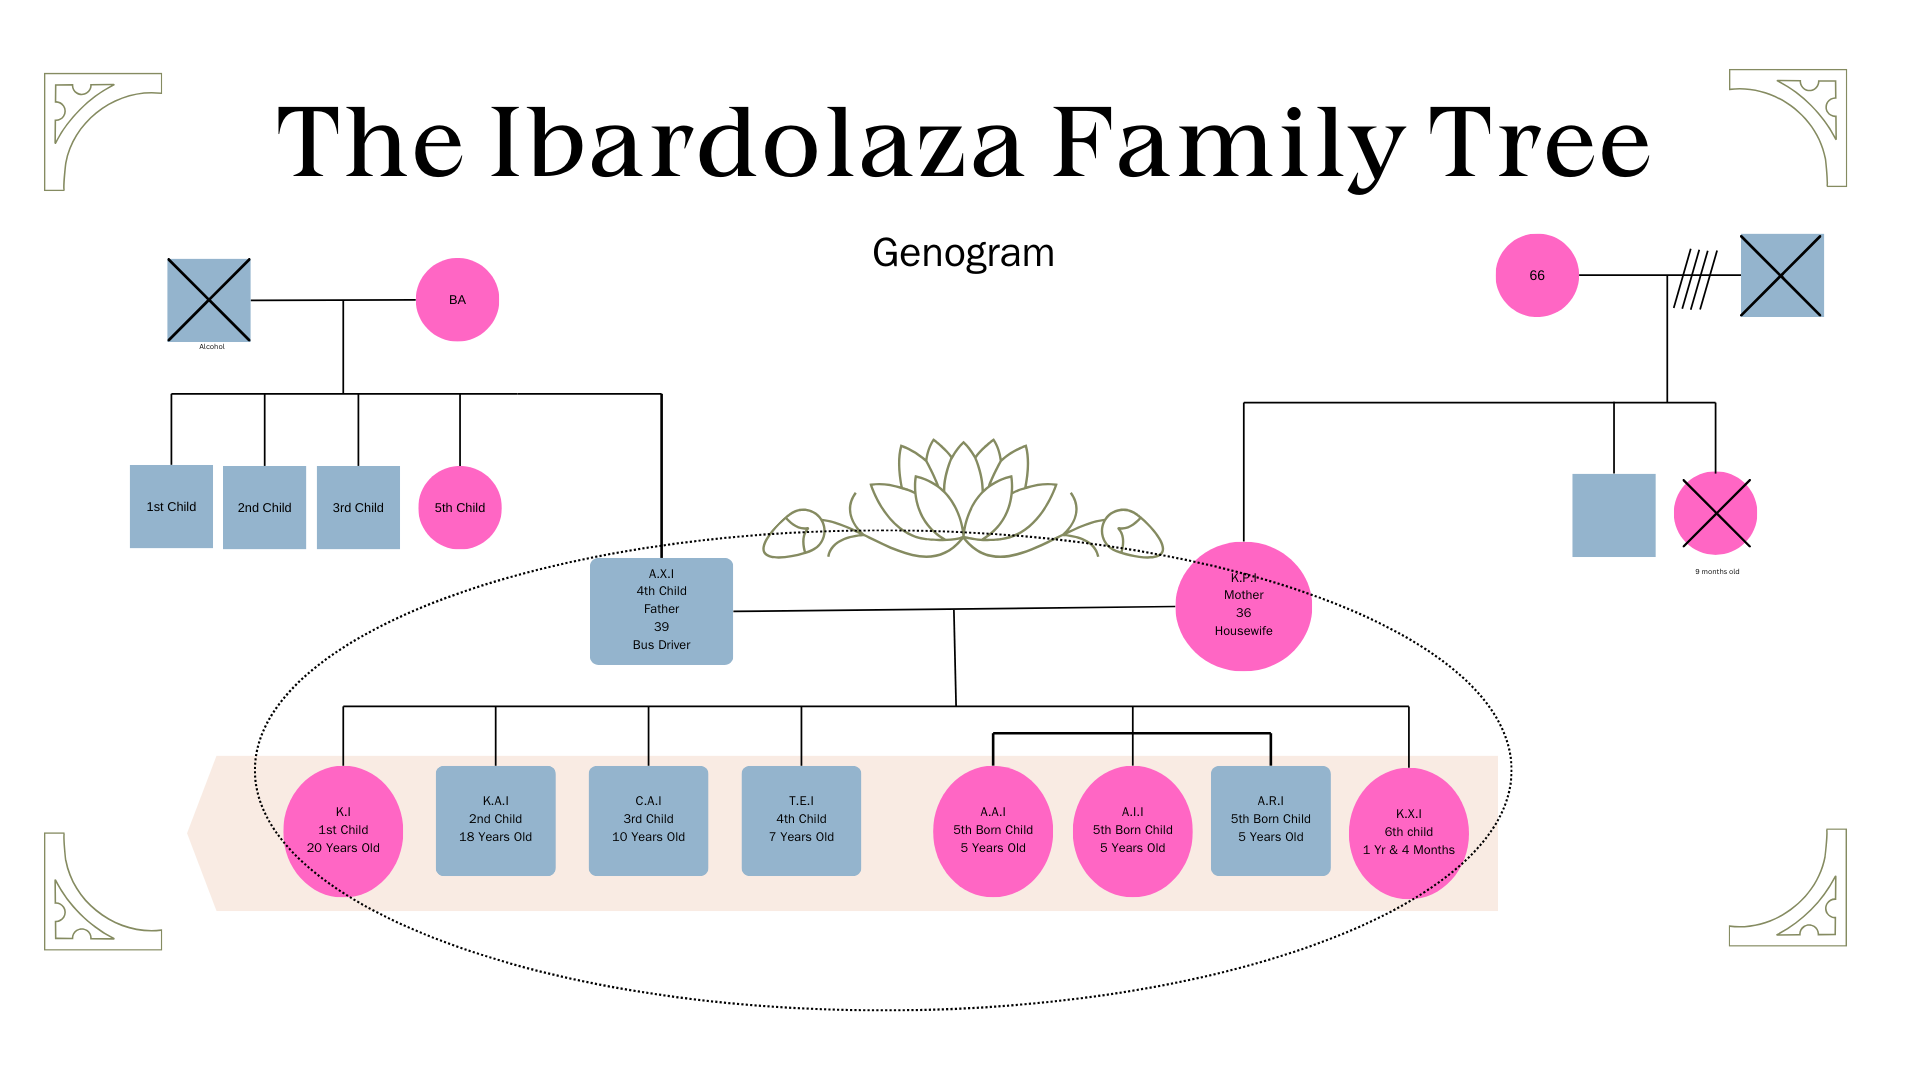 The Ibardolaza Family Tree
Genogram
Alcohol
BA
66
1st Child
2nd Child
3rd Child
5th Child
9 months old
A.X.I
4th Child
Father
39
Bus Driver
K.P.I
Mother
36
Housewife
K.I
1st Child
20 Years Old
K.A.I
2nd Child
18 Years Old
C.A.I
3rd Child
10 Years Old
T.E.I
4th Child
7 Years Old
A.A.I
5th Born Child
5 Years Old
A.I.I
5th Born Child
5 Years Old
A.R.I
5th Born Child
5 Years Old
K.X.I
6th child
1 Yr & 4 Months